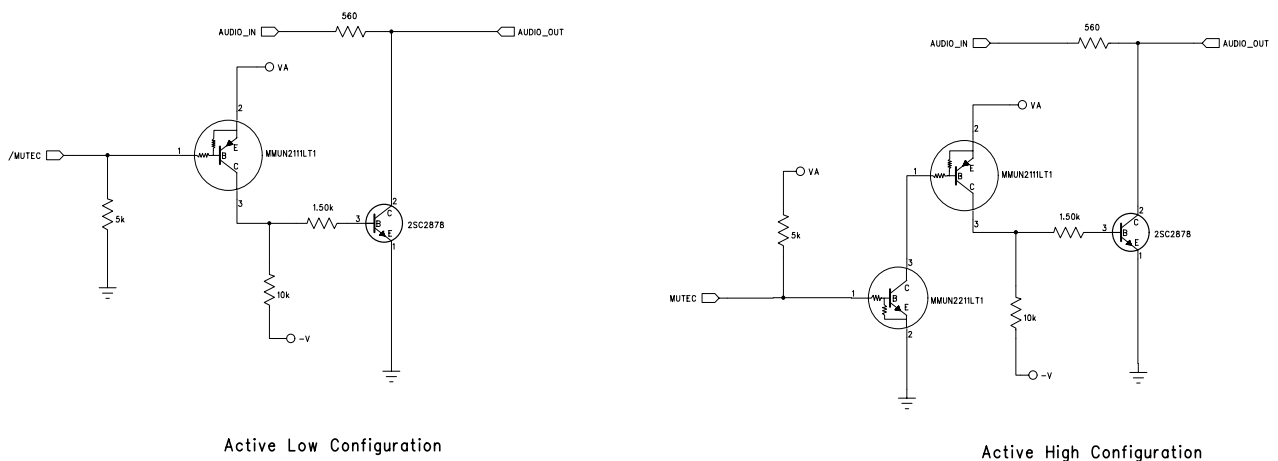 560
AUDIO_IN
AUDIO_OUT
VA
2
E
/MUTEC
1
B
MMUN2111LT1
C
3
5k
1.50k
3
2
C
B
E
1
2SC2878
10k
-V
Active Low Configuration
560
AUDIO_IN
AUDIO_OUT
VA
2
E
1
B
MMUN2111LT1
C
3
VA
5k
1.50k
3
2
C
B
E
1
2SC2878
3
C
MUTEC
1
B
MMUN2211LT1
E
2
10k
-V
Active High Configuration